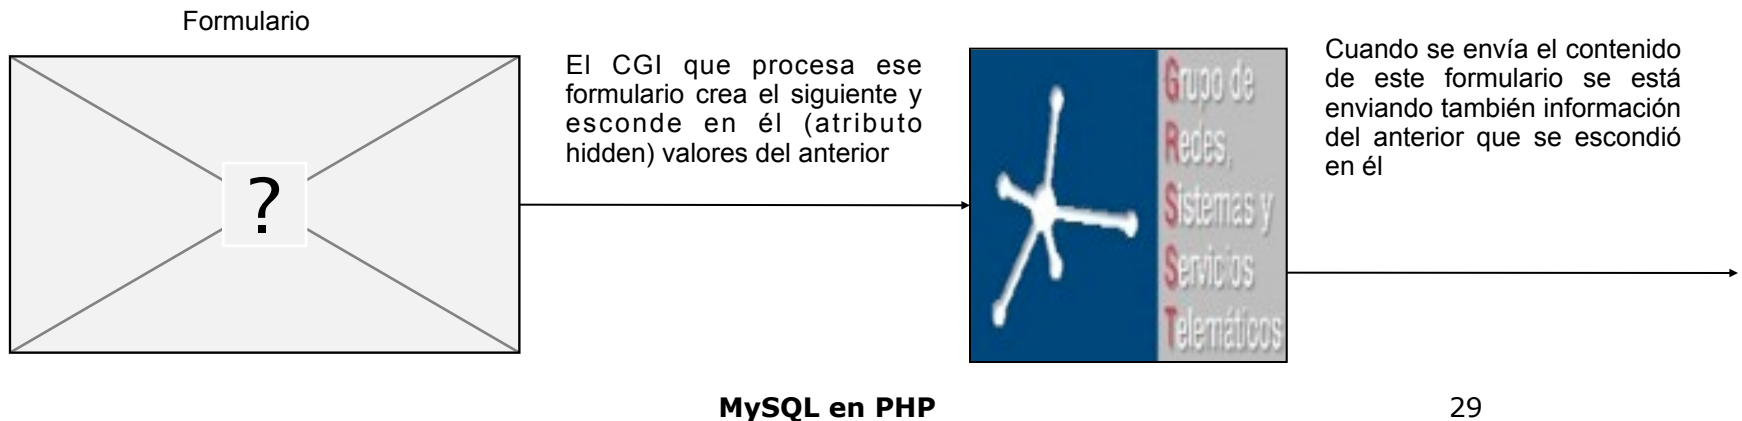 Formulario
?
El CGI que procesa ese
formulario crea el siguiente y
esconde en él (atributo
hidden) valores del anterior
Grupo de
Redes,
Sistemas y
Servicios
Telemáticos
Cuando se envía el contenido
de este formulario se está
enviando también información
del anterior que se escondió
en él
MySQL en PHP
29